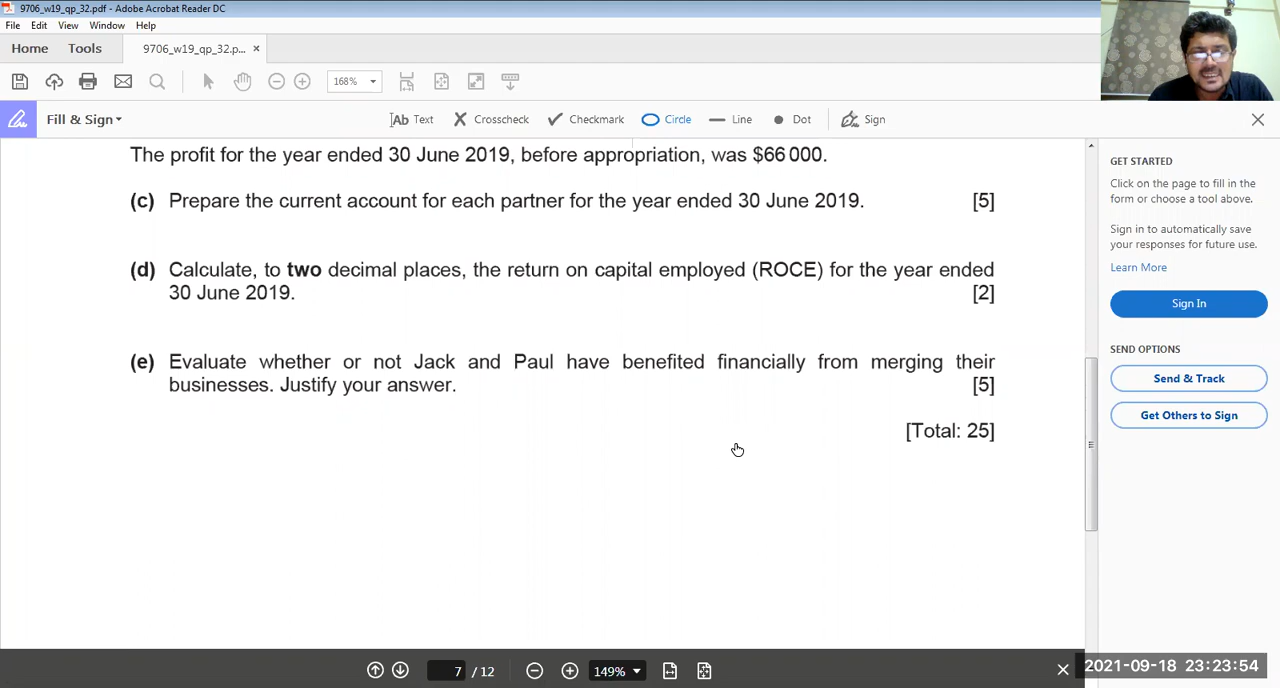 9706_w19_qp_32.pdf - Adobe Acrobat Reader DC
File Edit View Window Help
Home Tools 9706_w19_qp_32.p... ×
168%
Fill & Sign Ab Text Crosscheck Checkmark Circle Line Dot Sign
The profit for the year ended 30 June 2019, before appropriation, was $66 000.
(c) Prepare the current account for each partner for the year ended 30 June 2019. [5]
(d) Calculate, to two decimal places, the return on capital employed (ROCE) for the year ended
30 June 2019. [2]
(e) Evaluate whether or not Jack and Paul have benefited financially from merging their
businesses. Justify your answer. [5]
[Total: 25]
GET STARTED
Click on the page to fill in the
form or choose a tool above.
Sign in to automatically save
your responses for future use.
Learn More
Sign In
SEND OPTIONS
Send & Track
Get Others to Sign
7 / 12 149%
2021-09-18 23:23:54